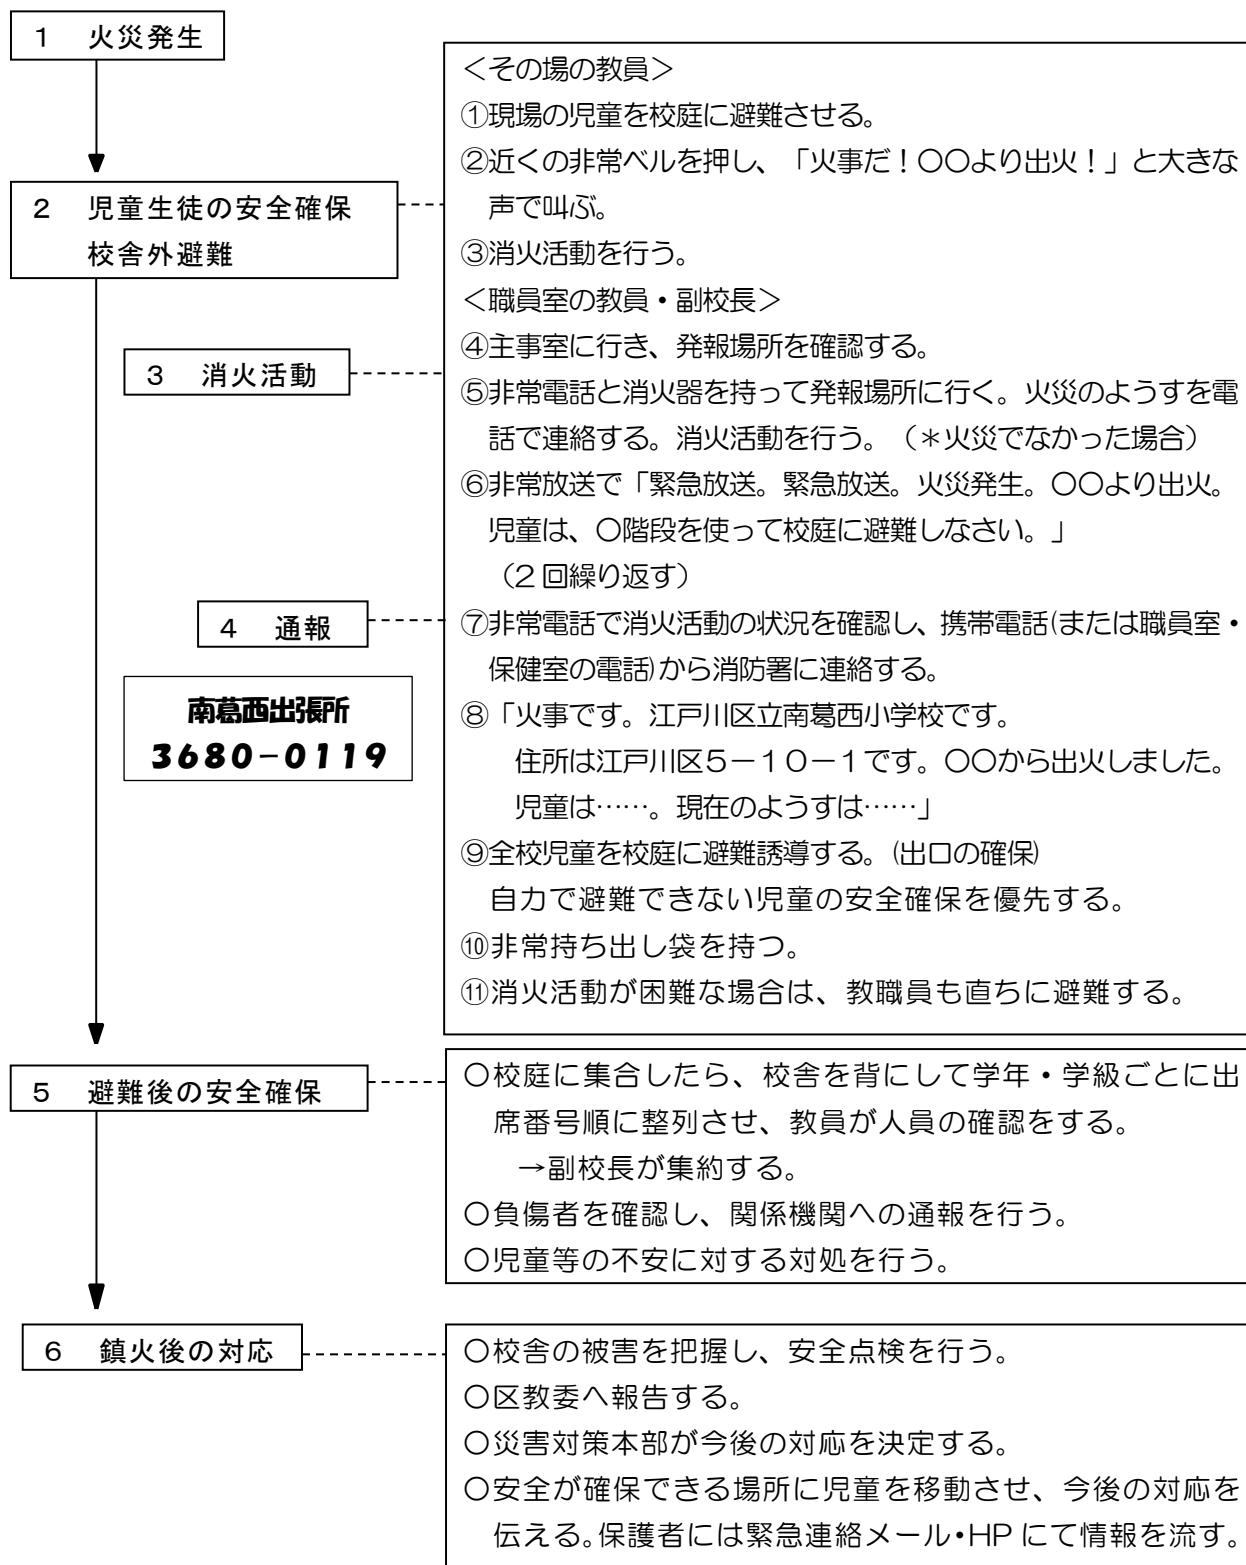 1 火災発生
2 児童生徒の安全確保
校舎外避難
3 消火活動
4 通報
南葛西出張所
3680-0119
＜その場の教員＞
①現場の児童を校庭に避難させる。
②近くの非常ベルを押し、「火事だ！〇〇より出火！」と大きな
声で叫ぶ。
③消火活動を行う。
＜職員室の教員・副校長＞
④主事室に行き、発報場所を確認する。
⑤非常電話と消火器を持って発報場所に行く。火災のようすを電
話で連絡する。消火活動を行う。（＊火災でなかった場合）
⑥非常放送で「緊急放送。緊急放送。火災発生。〇〇より出火。
児童は、〇階段を使って校庭に避難しなさい。」
（2回繰り返す）
⑦非常電話で消火活動の状況を確認し、携帯電話(または職員室・
保健室の電話)から消防署に連絡する。
⑧「火事です。江戸川区立南葛西小学校です。
住所は江戸川区５－１０－１です。〇〇から出火しました。
児童は……。現在のようすは……」
⑨全校児童を校庭に避難誘導する。(出口の確保)
自力で避難できない児童の安全確保を優先する。
⑩非常持ち出し袋を持つ。
⑪消火活動が困難な場合は、教職員も直ちに避難する。
5 避難後の安全確保
〇校庭に集合したら、校舎を背にして学年・学級ごとに出
席番号順に整列させ、教員が人員の確認をする。
→副校長が集約する。
〇負傷者を確認し、関係機関への通報を行う。
〇児童等の不安に対する対処を行う。
6 鎮火後の対応
〇校舎の被害を把握し、安全点検を行う。
〇区教委へ報告する。
〇災害対策本部が今後の対応を決定する。
〇安全が確保できる場所に児童を移動させ、今後の対応を
伝える。保護者には緊急連絡メール・HPにて情報を流す。